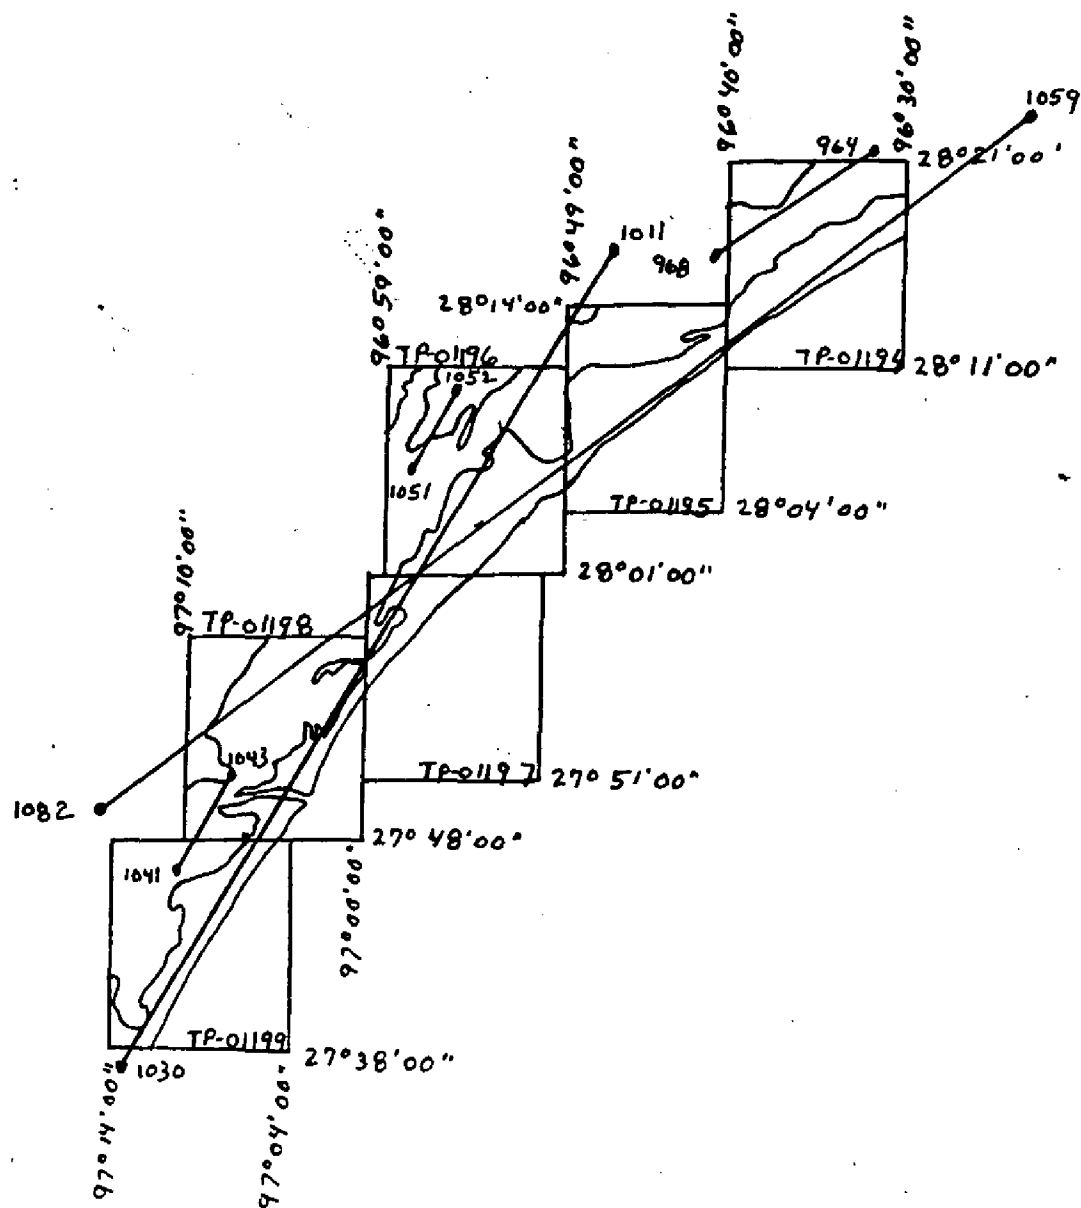 96° 40' 00"
96° 30' 00"
1059
964
28° 21' 00'
96° 59' 00"
96° 49' 00"
1011
968
28° 14' 00"
TP-01196
1052
TP-01194
28° 11' 00"
1051
TP-01195
28° 04' 00"
97° 10' 00"
28° 01' 00"
TP-01198
1043
TP-01197
27° 51' 00"
1082
27° 48' 00"
1041
97° 00' 00"
TP-01199
27° 38' 00"
1030
97° 14' 00"
97° 04' 00"